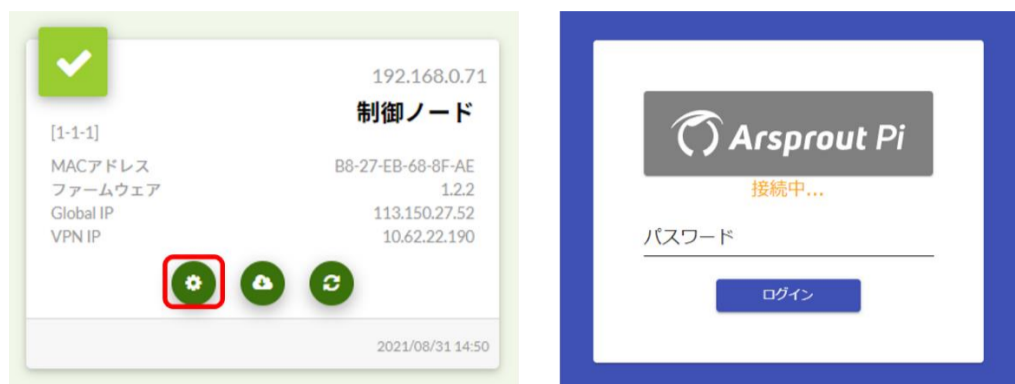 192.168.0.71
制御ノード
[1-1-1]
MACアドレス B8-27-EB-68-8F-AE
ファームウェア 1.2.2
Global IP 113.150.27.52
VPN IP 10.62.22.190
2021/08/31 14:50
Arsprout Pi
接続中...
パスワード
ログイン